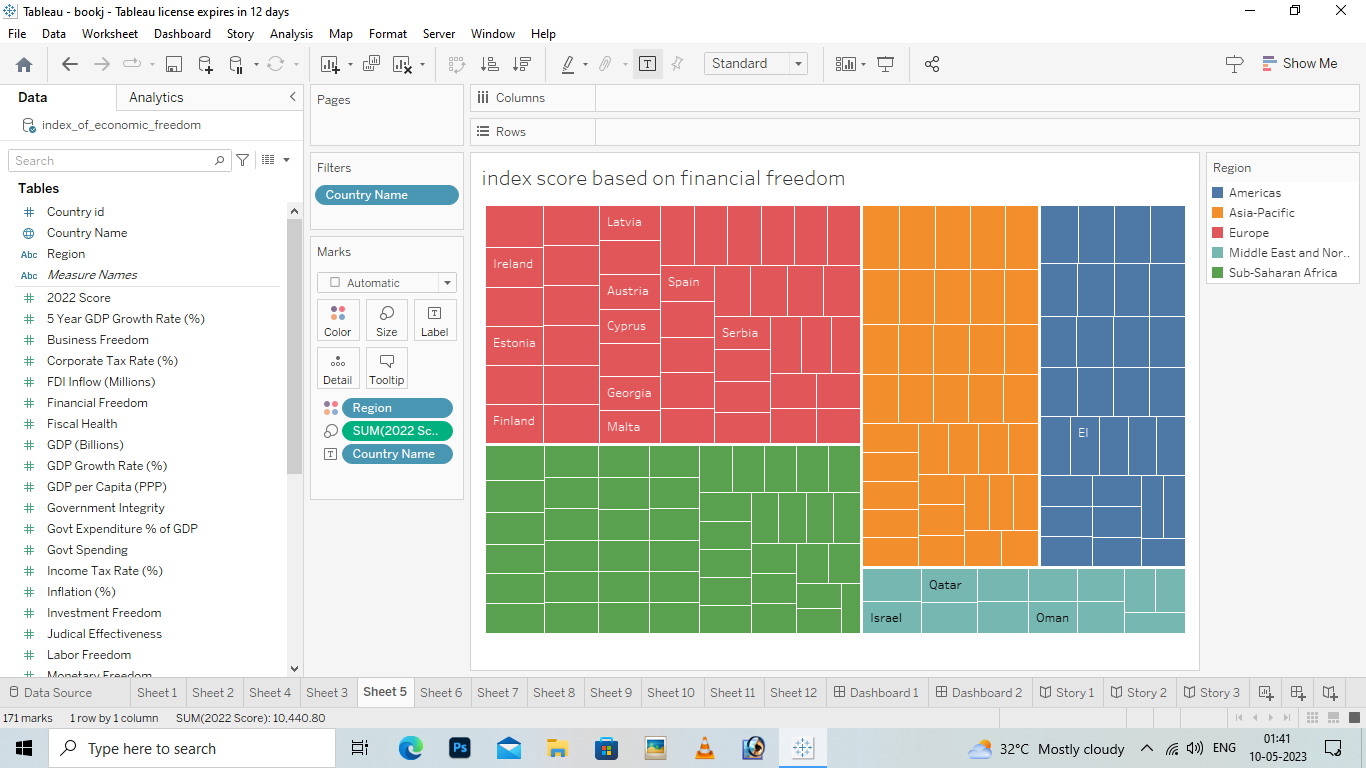 Tableau - bookj - Tableau license expires in 12 days
File Data Worksheet Dashboard Story Analysis Map Format Server Window Help
Standard
Show Me
Data
Analytics
index_of_economic_freedom
Search
Tables
# Country id
Country Name
Abc Region
Abc Measure Names
# 2022 Score
# 5 Year GDP Growth Rate (%)
# Business Freedom
# Corporate Tax Rate (%)
# FDI Inflow (Millions)
# Financial Freedom
# Fiscal Health
# GDP (Billions)
# GDP Growth Rate (%)
# GDP per Capita (PPP)
# Government Integrity
# Govt Expenditure % of GDP
# Govt Spending
# Income Tax Rate (%)
# Inflation (%)
# Investment Freedom
# Judical Effectiveness
# Labor Freedom
# Monetary Freedom
Pages
Filters
Country Name
Marks
Automatic
Color
Size
Label
Detail
Tooltip
Region
SUM(2022 Sc..
Country Name
Columns
Rows
index score based on financial freedom
Latvia
Ireland
Spain
Austria
Cyprus
Serbia
Estonia
Georgia
Finland
Malta
El
Qatar
Israel
Oman
Region
Americas
Asia-Pacific
Europe
Middle East and Nor..
Sub-Saharan Africa
Data Source Sheet 1 Sheet 2 Sheet 4 Sheet 3 Sheet 5 Sheet 6 Sheet 7 Sheet 8 Sheet 9 Sheet 10 Sheet 11 Sheet 12 Dashboard 1 Dashboard 2 Story 1 Story 2 Story 3
171 marks 1 row by 1 column SUM(2022 Score): 10,440.80
Type here to search
Ps
32°C Mostly cloudy
ENG
01:41
10-05-2023